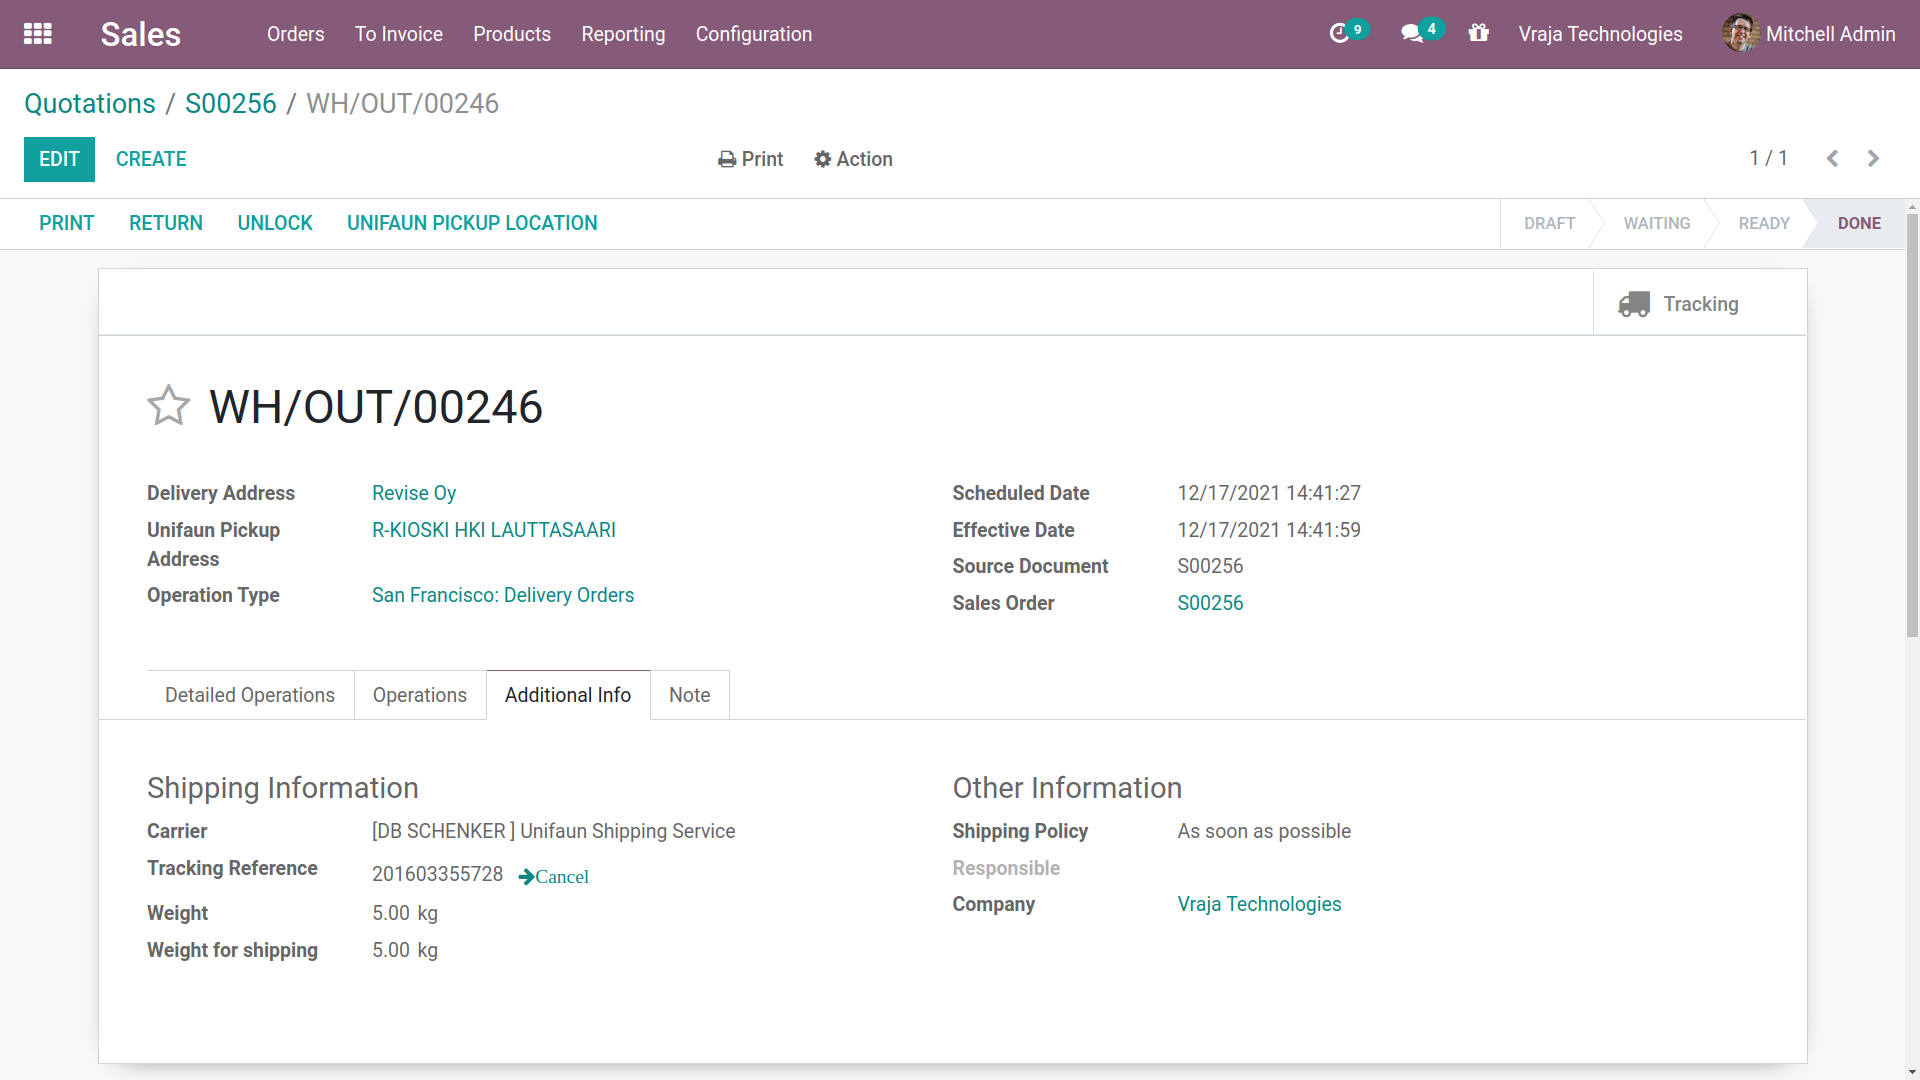 Sales Orders To Invoice Products Reporting Configuration 9 4 Vraja Technologies Mitchell Admin
Quotations / S00256 / WH/OUT/00246
EDIT CREATE Print Action 1 / 1
PRINT RETURN UNLOCK UNIFAUN PICKUP LOCATION DRAFT WAITING READY DONE
Tracking
WH/OUT/00246
Delivery Address Revise Oy
Unifaun Pickup Address R-KIOSKI HKI LAUTTASAARI
Operation Type San Francisco: Delivery Orders
Scheduled Date 12/17/2021 14:41:27
Effective Date 12/17/2021 14:41:59
Source Document S00256
Sales Order S00256
Detailed Operations Operations Additional Info Note
Shipping Information
Carrier [DB SCHENKER ] Unifaun Shipping Service
Tracking Reference 201603355728 Cancel
Weight 5.00 kg
Weight for shipping 5.00 kg
Other Information
Shipping Policy As soon as possible
Responsible
Company Vraja Technologies